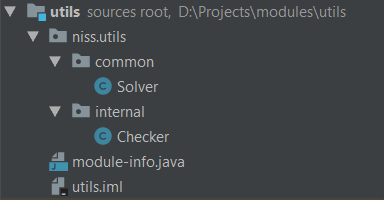 utils sources root, D:\Projects\modules\utils
niss.utils
common
C Solver
internal
C Checker
module-info.java
utils.iml